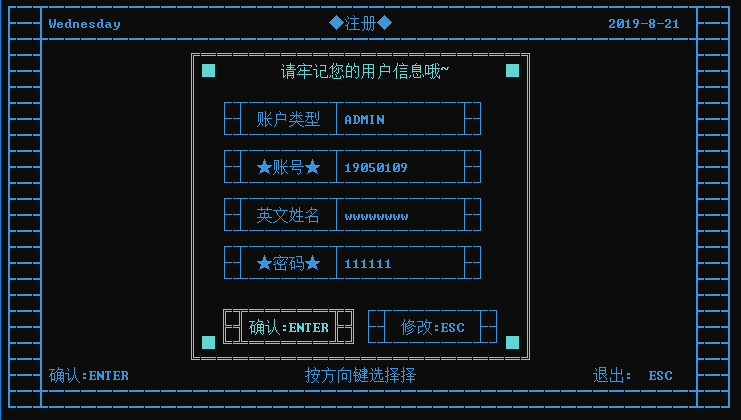 Wednesday ◆注册◆ 2019-8-21
请牢记您的用户信息哦~
账户类型 ADMIN
★账号★ 19050109
英文姓名 wwwwwwww
★密码★ 111111
确认:ENTER 修改:ESC
确认:ENTER 按方向键选择择 退出: ESC